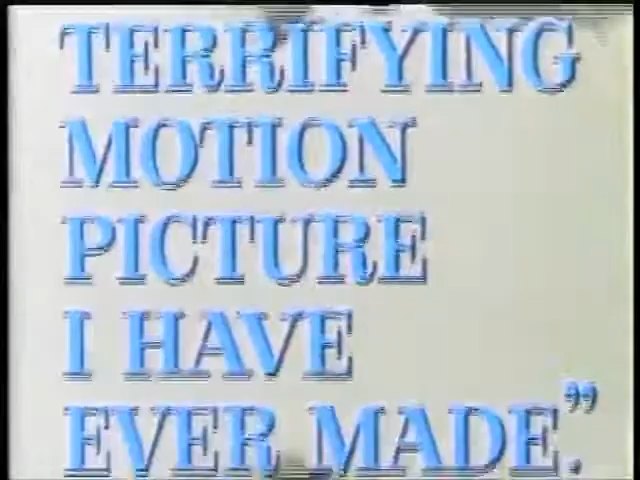 TERRIFYING
MOTION
PICTURE
I HAVE
EVER MADE.”